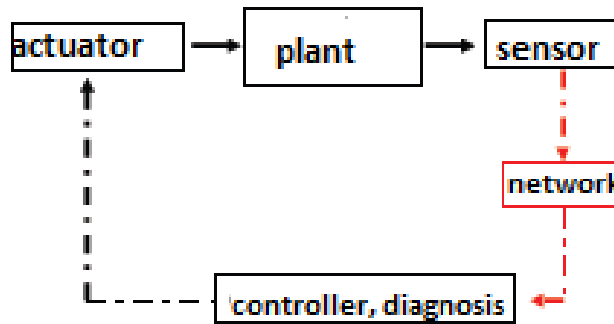 actuator
plant
sensor
network
controller, diagnosis